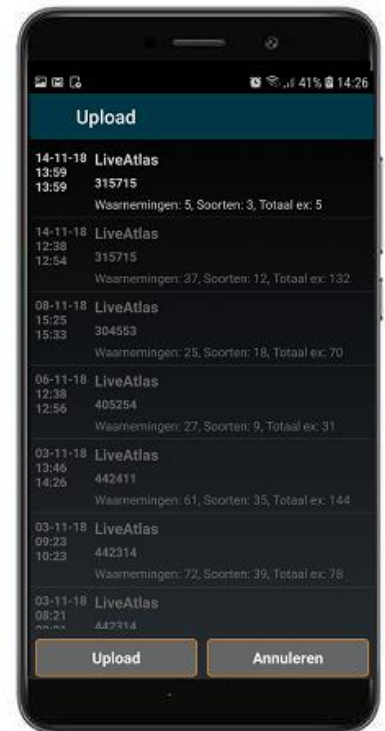 41% 14:26
Upload
14-11-18 LiveAtlas
13:59
13:59 315715
Waarnemingen: 5, Soorten: 3, Totaal ex: 5
14-11-18 LiveAtlas
12:38
12:54 315715
Waarnemingen: 37, Soorten: 12, Totaal ex: 132
08-11-18 LiveAtlas
15:25
15:33 304553
Waarnemingen: 25, Soorten: 18, Totaal ex: 70
06-11-18 LiveAtlas
12:38
12:56 405254
Waarnemingen: 27, Soorten: 9, Totaal ex: 31
03-11-18 LiveAtlas
13:46
14:26 442411
Waarnemingen: 61, Soorten: 35, Totaal ex: 144
03-11-18 LiveAtlas
09:23
10:23 442314
Waarnemingen: 72, Soorten: 39, Totaal ex: 78
03-11-18 LiveAtlas
08:21
442314
Upload Annuleren